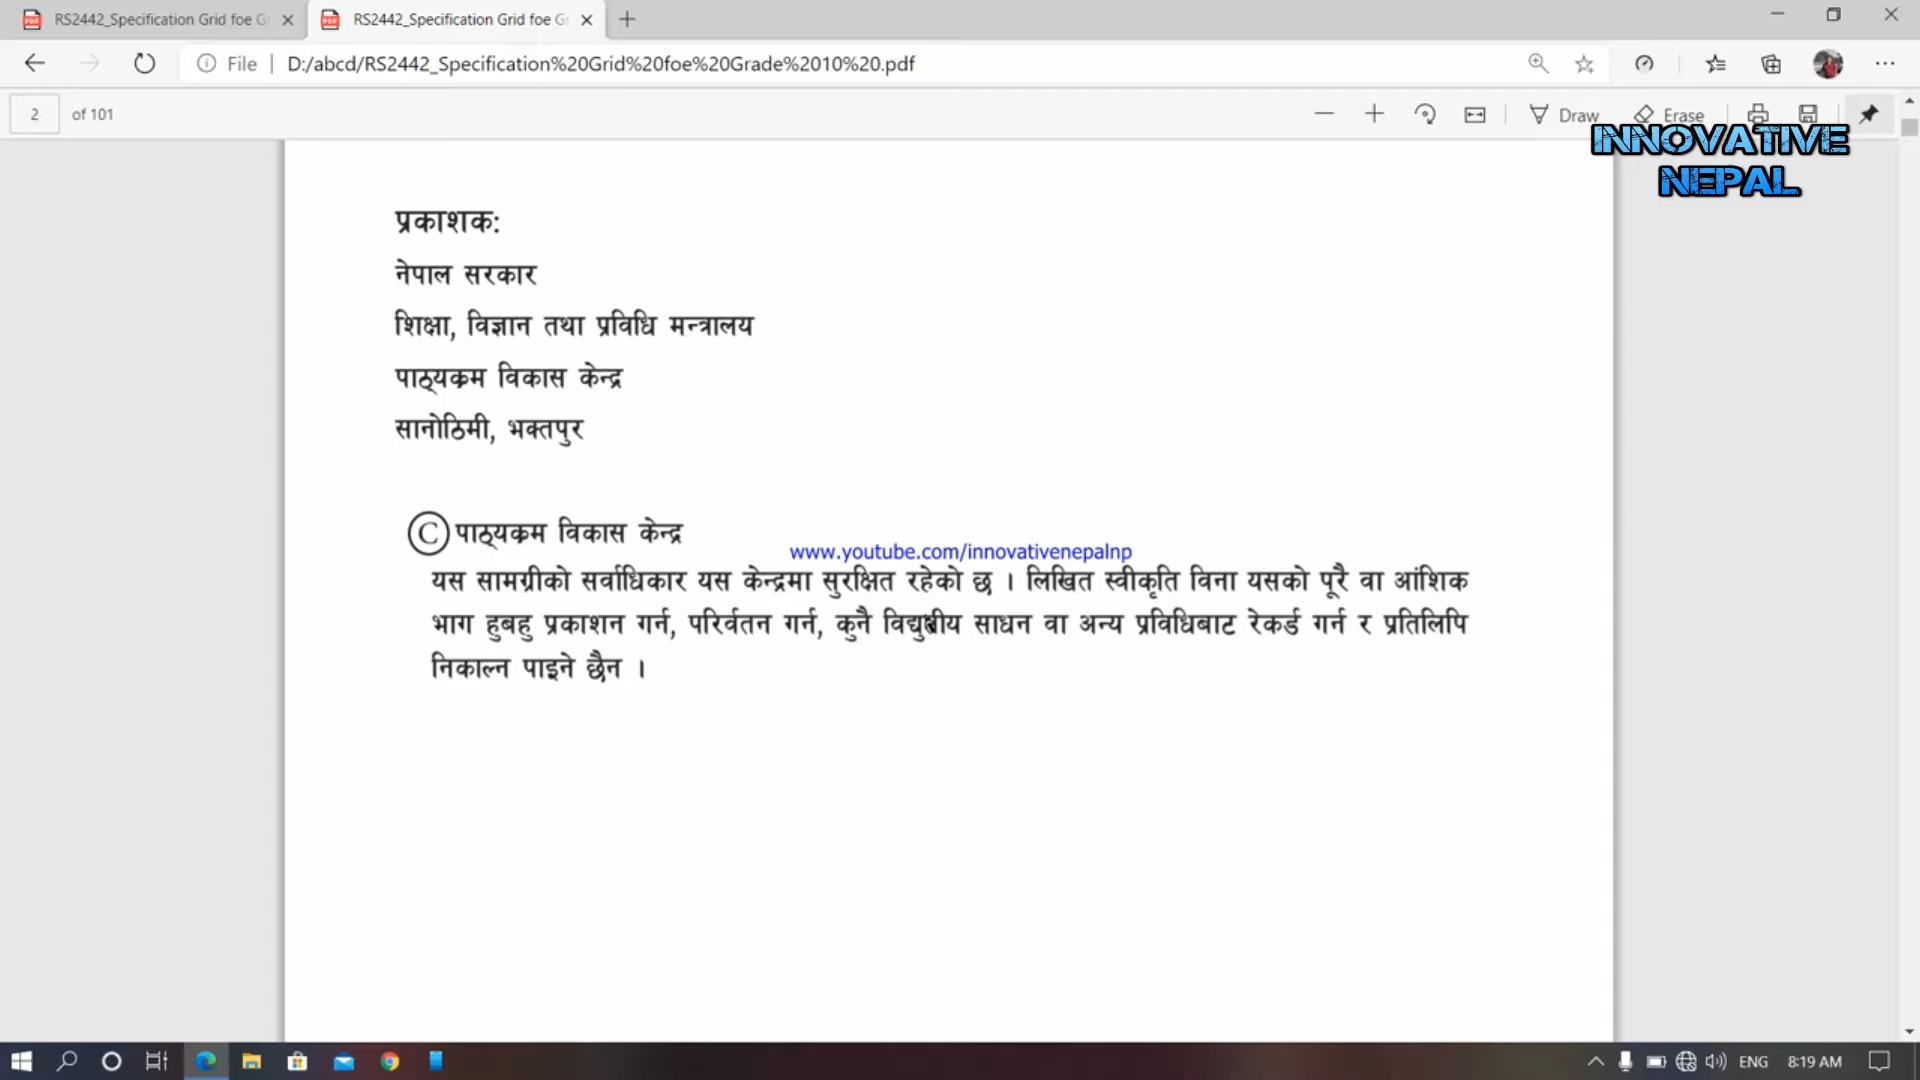 RS2442_Specification Grid foe G
RS2442_Specification Grid foe Gr
File
D:/abcd/RS2442_Specification%20Grid%20foe%20Grade%2010%20.pdf
2 of 101
Draw
Erase
INNOVATIVE
NEPAL
प्रकाशक:
नेपाल सरकार
शिक्षा, विज्ञान तथा प्रविधि मन्त्रालय
पाठ्यक्रम विकास केन्द्र
सानोठिमी, भक्तपुर
© पाठ्यक्रम विकास केन्द्र
www.youtube.com/innovativenepalnp
यस सामग्रीको सर्वाधिकार यस केन्द्रमा सुरक्षित रहेको छ । लिखित स्वीकृति विना यसको पूरै वा आंशिक
भाग हुबहु प्रकाशन गर्न, परिर्वतन गर्न, कुनै विद्युतीय साधन वा अन्य प्रविधिबाट रेकर्ड गर्न र प्रतिलिपि
निकाल्न पाइने छैन ।
ENG
8:19 AM